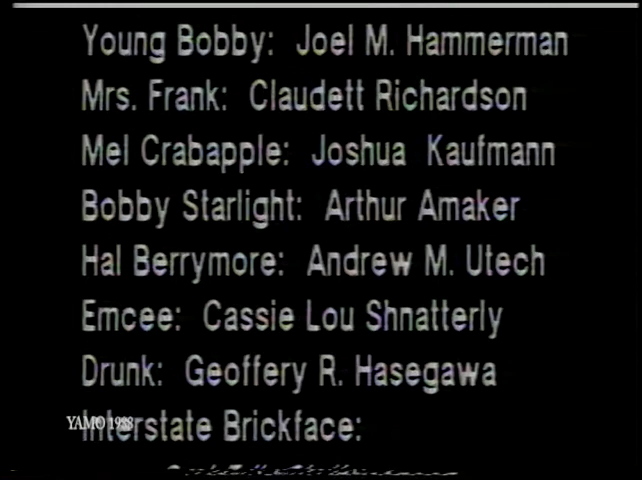 Young Bobby: Joel M. Hammerman
Mrs. Frank: Claudett Richardson
Mel Crabapple: Joshua Kaufmann
Bobby Starlight: Arthur Amaker
Hal Berrymore: Andrew M. Utech
Emcee: Cassie Lou Shnatterly
Drunk: Geoffery R. Hasegawa
Interstate Brickface:
YAMO 1988